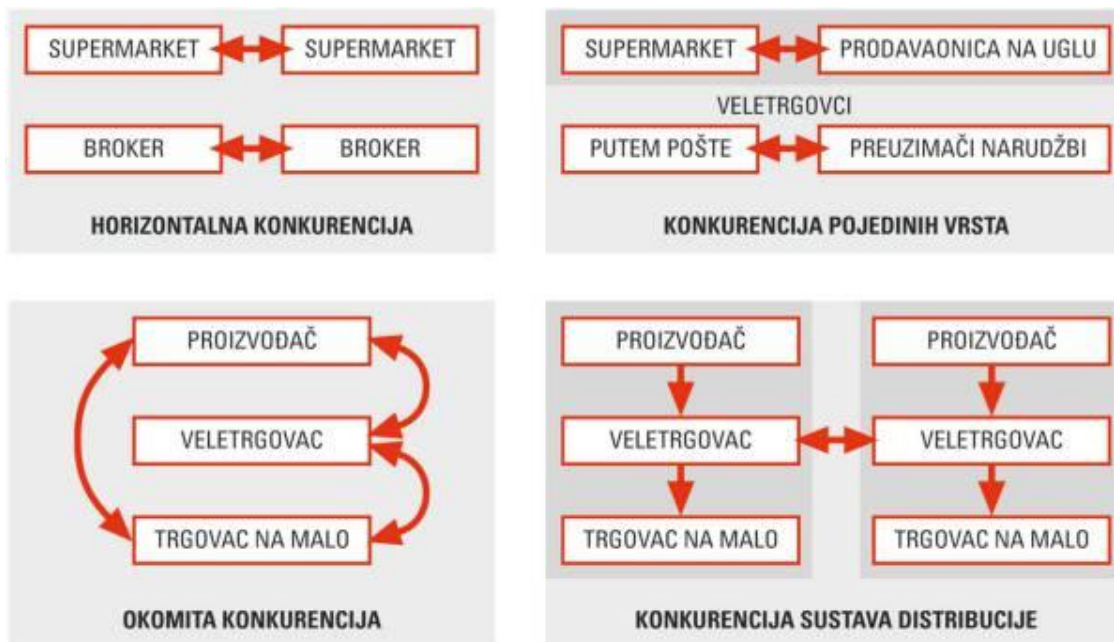 SUPERMARKET SUPERMARKET
BROKER BROKER
HORIZONTALNA KONKURENCIJA
SUPERMARKET PRODAVAONICA NA UGLU
VELETRGOVCI
PUTEM POŠTE PREUZIMAČI NARUDŽBI
KONKURENCIJA POJEDINIH VRSTA
PROIZVOĐAČ
VELETRGOVAC
TRGOVAC NA MALO
OKOMITA KONKURENCIJA
PROIZVOĐAČ PROIZVOĐAČ
VELETRGOVAC VELETRGOVAC
TRGOVAC NA MALO TRGOVAC NA MALO
KONKURENCIJA SUSTAVA DISTRIBUCIJE